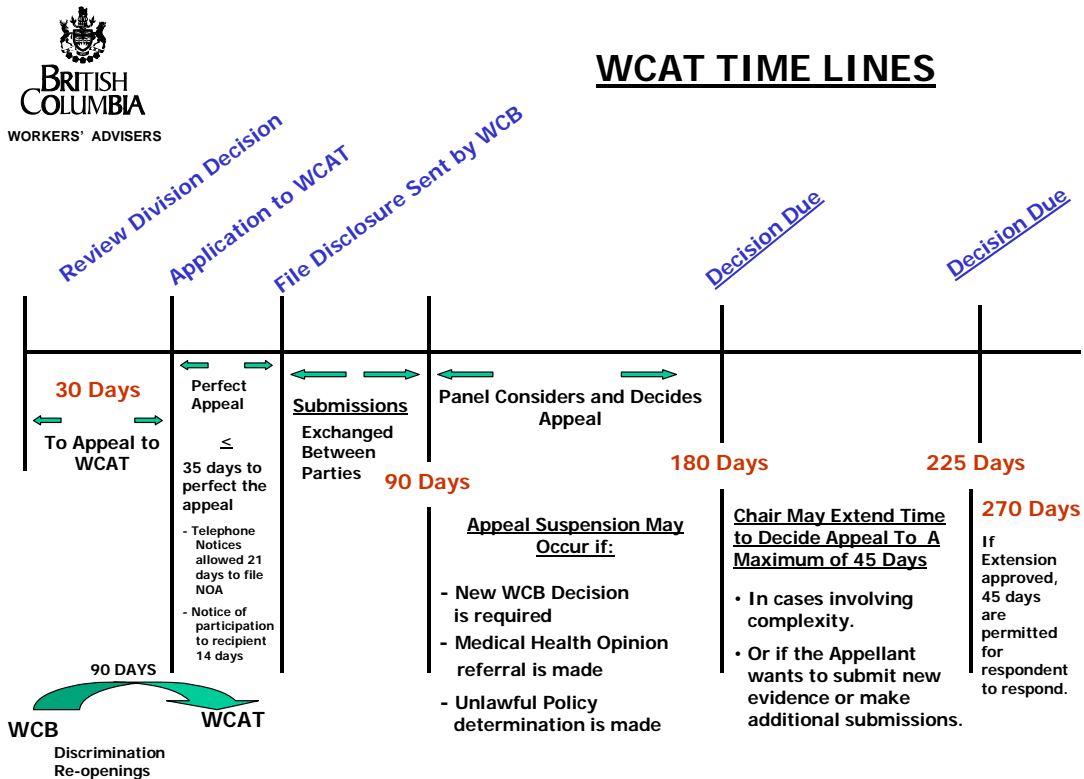 BRITISH
COLUMBIA
WORKERS' ADVISERS
WCAT TIME LINES
Review Division Decision
Application to WCAT
File Disclosure Sent by WCB
Decision Due
Decision Due
30 Days
To Appeal to
WCAT
Perfect
Appeal
<
35 days to
perfect the
appeal
- Telephone
Notices
allowed 21
days to file
NOA
- Notice of
participation
to recipient
14 days
Submissions
Exchanged
Between
Parties
90 Days
Panel Considers and Decides
Appeal
Appeal Suspension May
Occur if:
- New WCB Decision
is required
- Medical Health Opinion
referral is made
- Unlawful Policy
determination is made
180 Days
Chair May Extend Time
to Decide Appeal To A
Maximum of 45 Days
• In cases involving
complexity.
• Or if the Appellant
wants to submit new
evidence or make
additional submissions.
225 Days
270 Days
If
Extension
approved,
45 days
are
permitted
for
respondent
to respond.
90 DAYS
WCB
WCAT
Discrimination
Re-openings